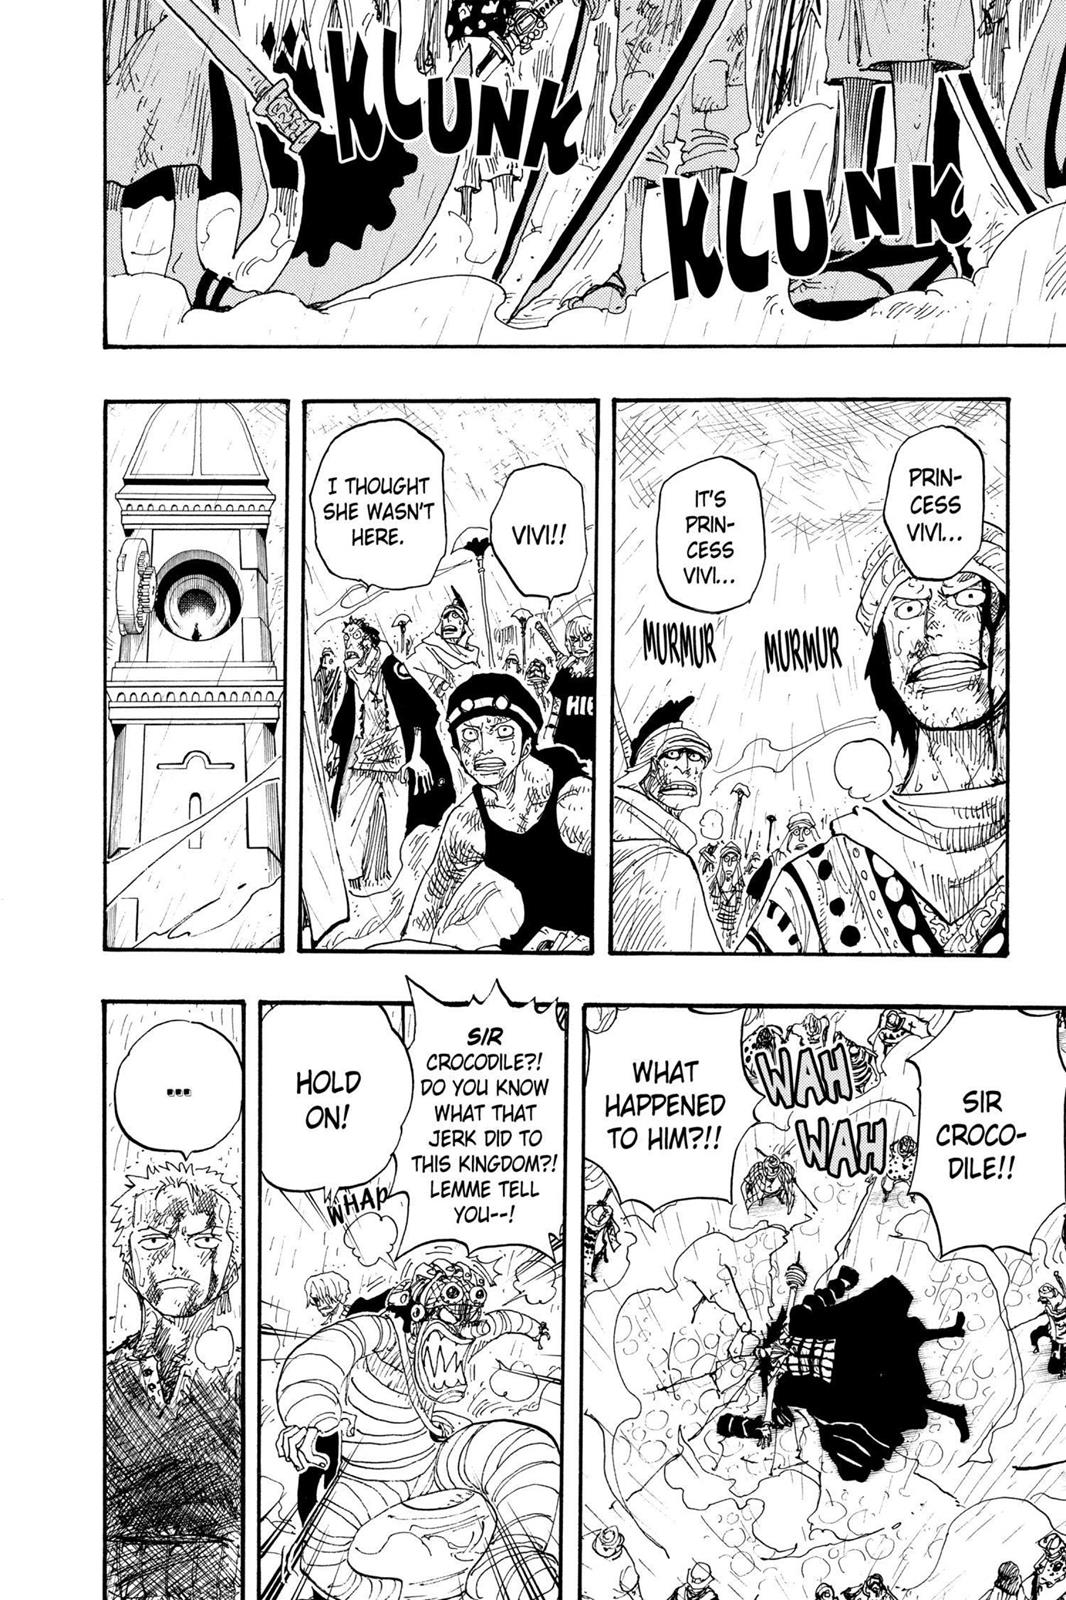 KLUNK
KLUNK
PRIN-
CESS
VIVI...
IT'S
PRIN-
CESS
VIVI...
MURMUR
MURMUR
VIVI!!
I THOUGHT
SHE WASN'T
HERE.
HIE
SIR
CROCO-
DILE!!
WAH
WAH
WHAT
HAPPENED
TO HIM?!!
SIR
CROCODILE?!
DO YOU KNOW
WHAT THAT
JERK DID TO
THIS KINGDOM?!
LEMME TELL
YOU--!
HOLD
ON!
WHAP
...